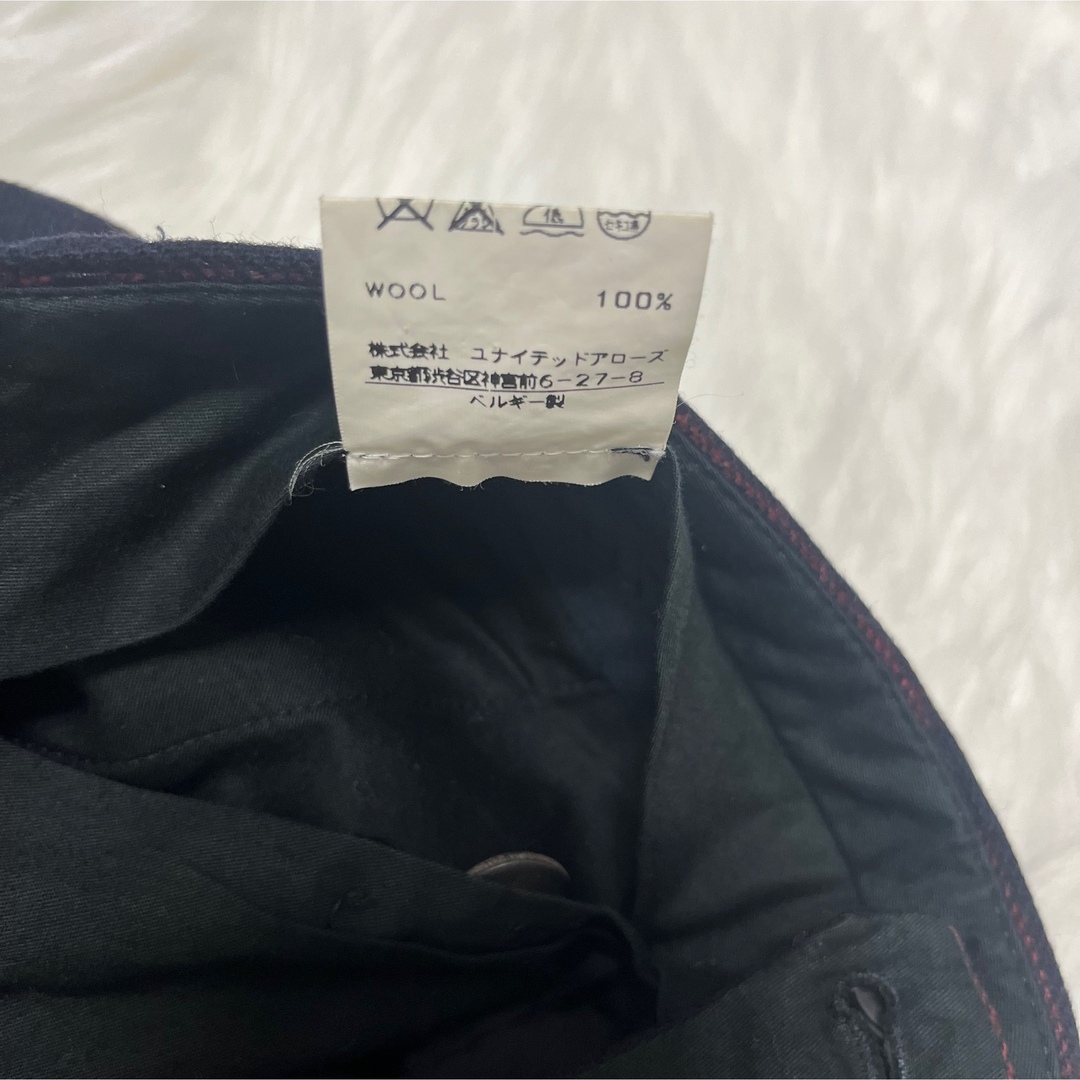 低
WOOL 100%
株式会社 ユナイテッドアローズ
東京都渋谷区神宮前6-27-8
ベルギー製